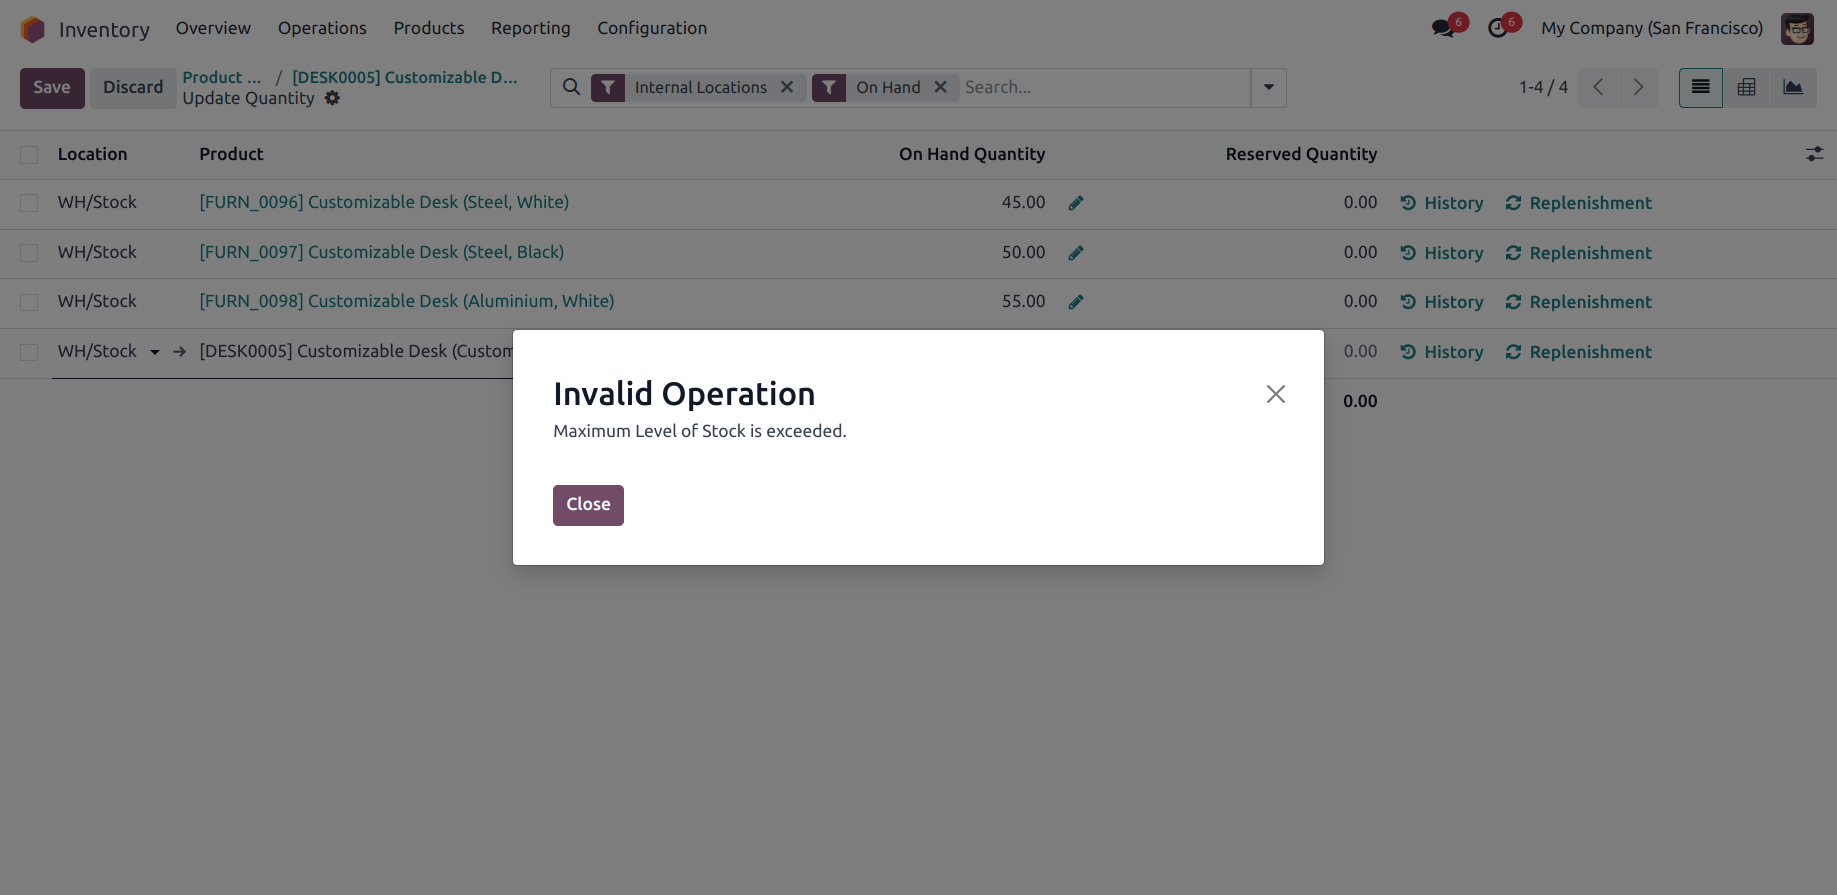 Inventory Overview Operations Products Reporting Configuration 6 6 My Company (San Francisco)
Save Discard Product ... / [DESK0005] Customizable D... Internal Locations On Hand Search... 1-4 / 4
Update Quantity
Location Product On Hand Quantity Reserved Quantity
WH/Stock [FURN_0096] Customizable Desk (Steel, White) 45.00 0.00 History Replenishment
WH/Stock [FURN_0097] Customizable Desk (Steel, Black) 50.00 0.00 History Replenishment
WH/Stock [FURN_0098] Customizable Desk (Aluminium, White) 55.00 0.00 History Replenishment
WH/Stock [DESK0005] Customizable Desk (Custom 0.00 History Replenishment
0.00
Invalid Operation
Maximum Level of Stock is exceeded.
Close